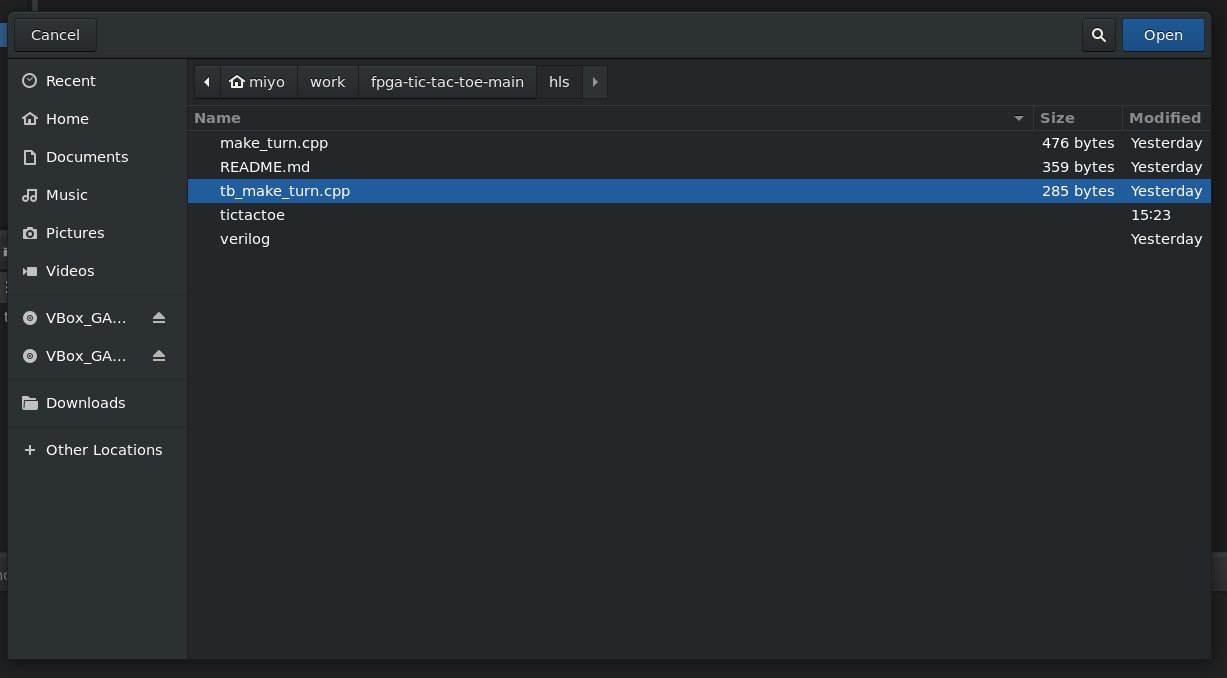 Cancel
Open
Recent
Home
Documents
Music
Pictures
Videos
VBox_GA...
VBox_GA...
Downloads
Other Locations
miyo work fpga-tic-tac-toe-main hls
Name Size Modified
make_turn.cpp 476 bytes Yesterday
README.md 359 bytes Yesterday
tb_make_turn.cpp 285 bytes Yesterday
tictactoe 15:23
verilog Yesterday